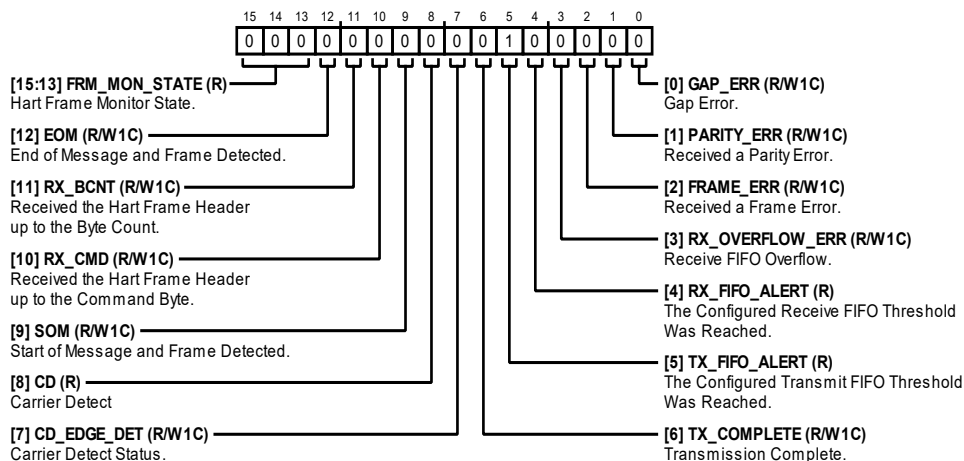 15 14 13 12 11 10 9 8 7 6 5 4 3 2 1 0
0 0 0 0 0 0 0 0 0 0 1 0 0 0 0 0
[15:13] FRM_MON_STATE (R)
Hart Frame Monitor State.
[12] EOM (R/W1C)
End of Message and Frame Detected.
[11] RX_BCNT (R/W1C)
Received the Hart Frame Header
up to the Byte Count.
[10] RX_CMD (R/W1C)
Received the Hart Frame Header
up to the Command Byte.
[9] SOM (R/W1C)
Start of Message and Frame Detected.
[8] CD (R)
Carrier Detect
[7] CD_EDGE_DET (R/W1C)
Carrier Detect Status.
[0] GAP_ERR (R/W1C)
Gap Error.
[1] PARITY_ERR (R/W1C)
Received a Parity Error.
[2] FRAME_ERR (R/W1C)
Received a Frame Error.
[3] RX_OVERFLOW_ERR (R/W1C)
Receive FIFO Overflow.
[4] RX_FIFO_ALERT (R)
The Configured Receive FIFO Threshold
Was Reached.
[5] TX_FIFO_ALERT (R)
The Configured Transmit FIFO Threshold
Was Reached.
[6] TX_COMPLETE (R/W1C)
Transmission Complete.